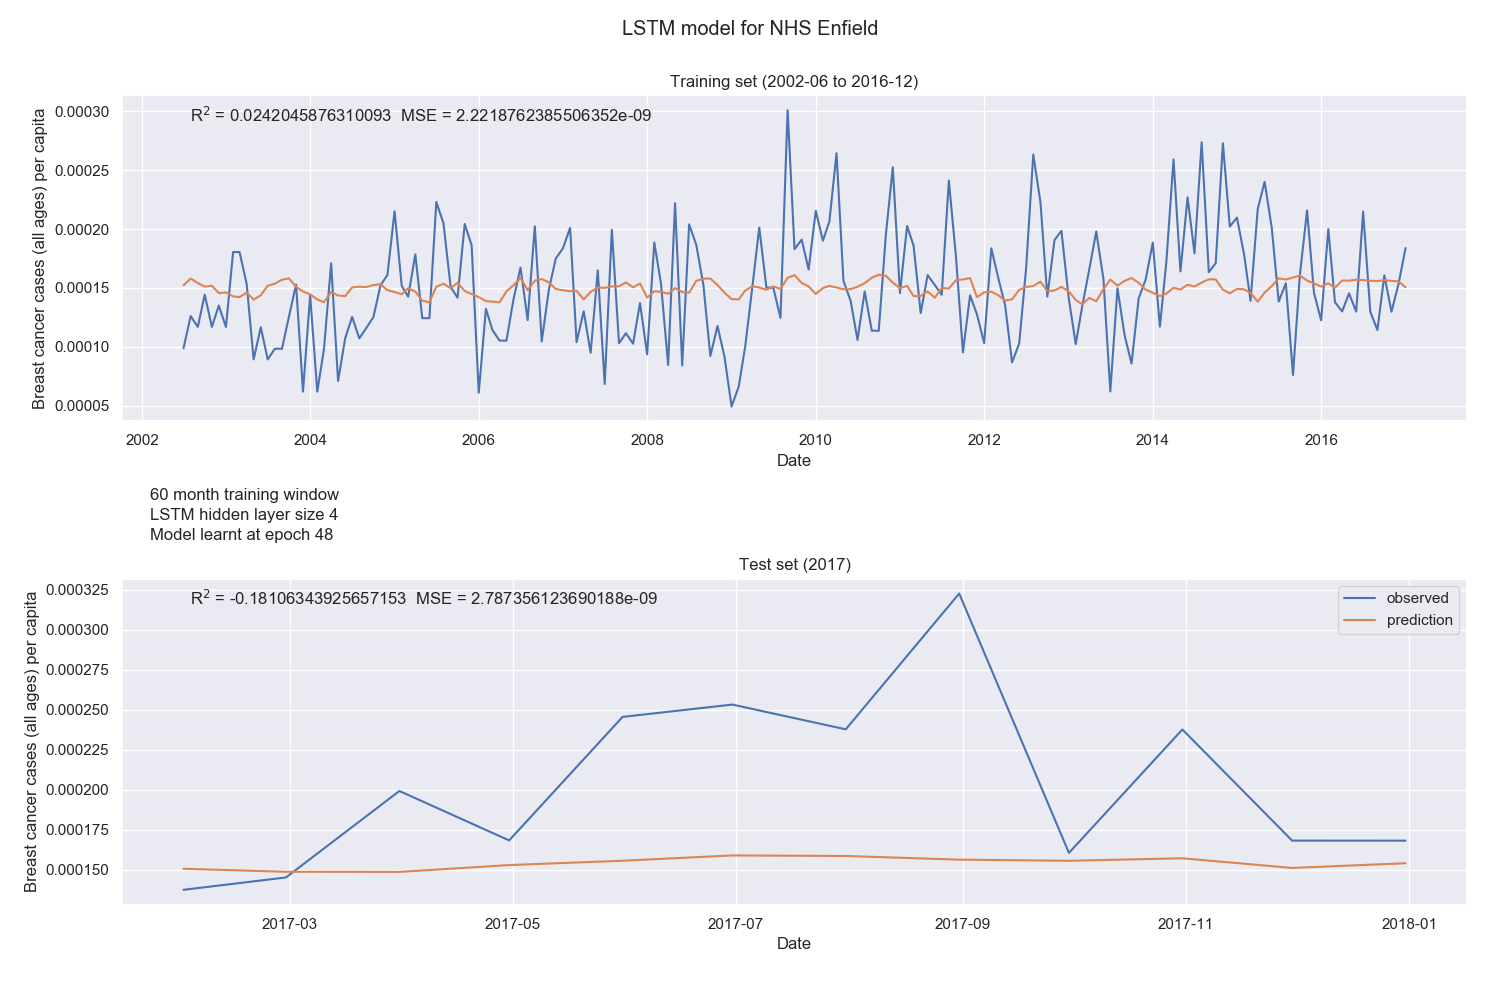 LSTM model for NHS Enfield
Training set (2002-06 to 2016-12)
R² = 0.0242045876310093 MSE = 2.2218762385506352e-09
Breast cancer cases (all ages) per capita
0.00030
0.00025
0.00020
0.00015
0.00010
0.00005
2002 2004 2006 2008 2010 2012 2014 2016
Date
60 month training window
LSTM hidden layer size 4
Model learnt at epoch 48
Test set (2017)
R² = -0.18106343925657153 MSE = 2.787356123690188e-09
observed
prediction
Breast cancer cases (all ages) per capita
0.000325
0.000300
0.000275
0.000250
0.000225
0.000200
0.000175
0.000150
2017-03 2017-05 2017-07 2017-09 2017-11 2018-01
Date